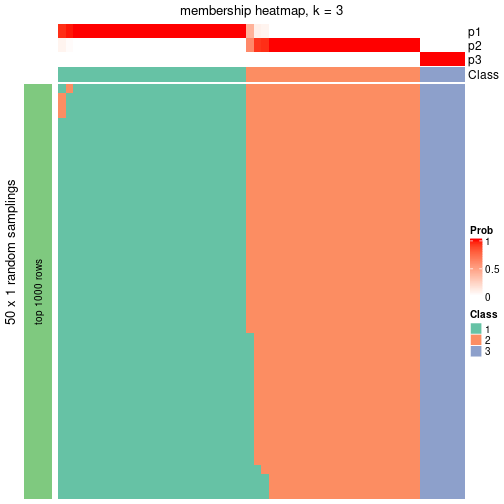 membership heatmap, k = 3
p1
p2
p3
Class
50 x 1 random samplings
top 1000 rows
Prob
1
0.5
0
Class
1
2
3